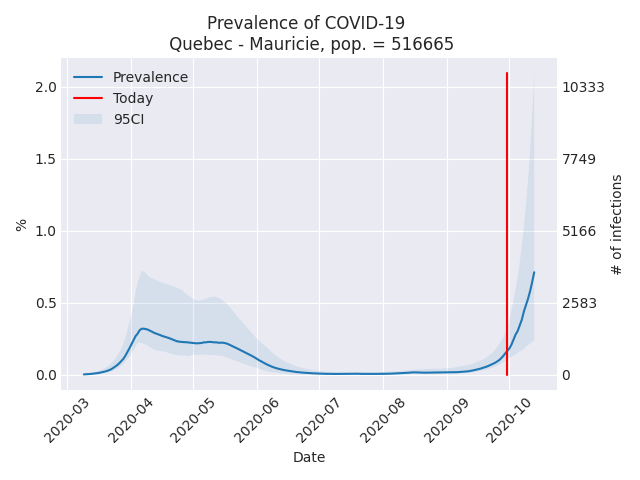 Prevalence of COVID-19
Quebec - Mauricie, pop. = 516665
Prevalence
Today
95CI
2.0
1.5
1.0
0.5
0.0
%
10333
7749
5166
2583
0
# of infections
2020-03
2020-04
2020-05
2020-06
2020-07
2020-08
2020-09
2020-10
Date